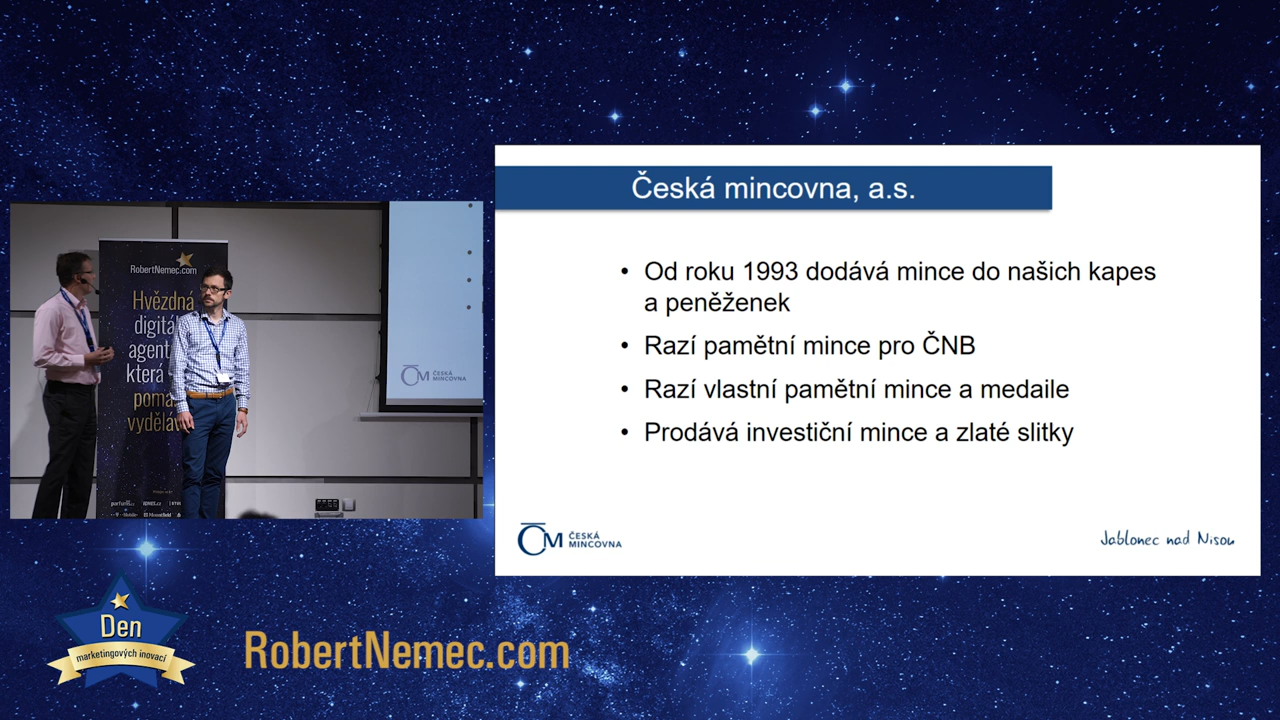 Česká mincovna, a.s.
• Od roku 1993 dodává mince do našich kapes
a peněženek
• Razí pamětní mince pro ČNB
• Razí vlastní pamětní mince a medaile
• Prodává investiční mince a zlaté slitky
ČM ČESKÁ
MINCOVNA
Jablonec nad Nisou
RobertNemec.com
Hvězdná
digitá
agent
která
pomá
vyděláv
ČM ČESKÁ
MINCOVNA
Den
marketingových inovací
RobertNemec.com